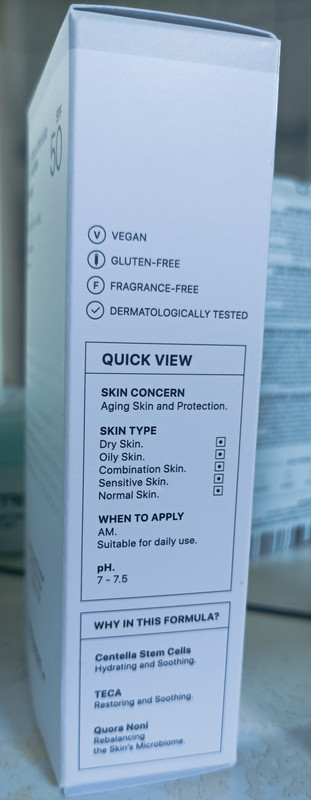 SPF
50
V VEGAN
GLUTEN-FREE
F FRAGRANCE-FREE
DERMATOLOGICALLY TESTED
QUICK VIEW
SKIN CONCERN
Aging Skin and Protection.
SKIN TYPE
Dry Skin.
Oily Skin.
Combination Skin.
Sensitive Skin.
Normal Skin.
WHEN TO APPLY
AM.
Suitable for daily use.
pH.
7 - 7.5
WHY IN THIS FORMULA?
Centella Stem Cells
Hydrating and Soothing.
TECA
Restoring and Soothing.
Quora Noni
Rebalancing
the Skin's Microbiome.